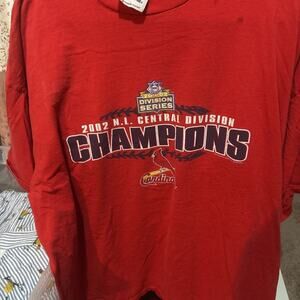 DIVISION
SERIES
2002 N.L. CENTRAL DIVISION
CHAMPIONS
Cardinals